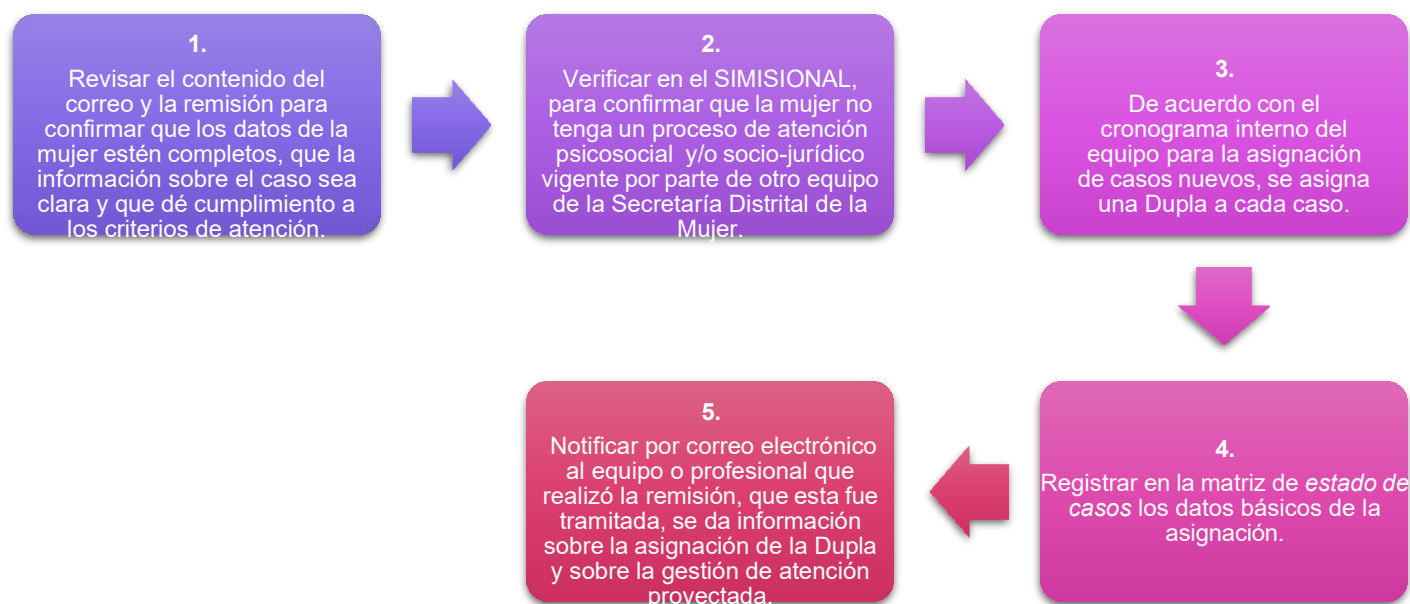 1.
Revisar el contenido del
correo y la remisión para
confirmar que los datos de la
mujer estén completos, que la
información sobre el caso sea
clara y que dé cumplimiento a
los criterios de atención.
2.
Verificar en el SIMISIONAL,
para confirmar que la mujer no
tenga un proceso de atención
psicosocial y/o socio-jurídico
vigente por parte de otro equipo
de la Secretaría Distrital de la
Mujer.
3.
De acuerdo con el
cronograma interno del
equipo para la asignación
de casos nuevos, se asigna
una Dupla a cada caso.
4.
Registrar en la matriz de estado de
casos los datos básicos de la
asignación.
5.
Notificar por correo electrónico
al equipo o profesional que
realizó la remisión, que esta fue
tramitada, se da información
sobre la asignación de la Dupla
y sobre la gestión de atención
proyectada.